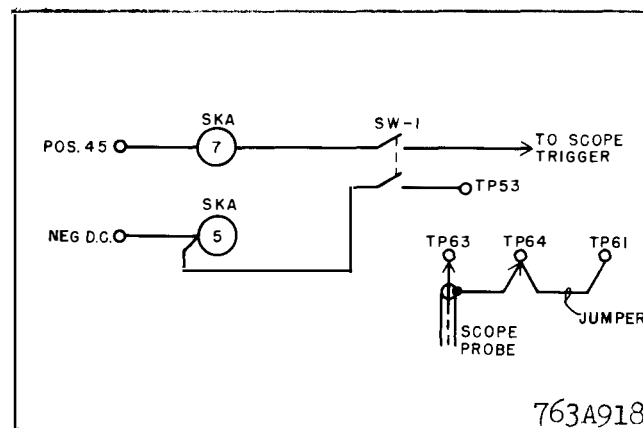 SKA
SW-1
POS. 45
7
TO SCOPE
TRIGGER
TP53
SKA
NEG D.C.
5
TP63
TP64
TP61
JUMPER
SCOPE
PROBE
763A918